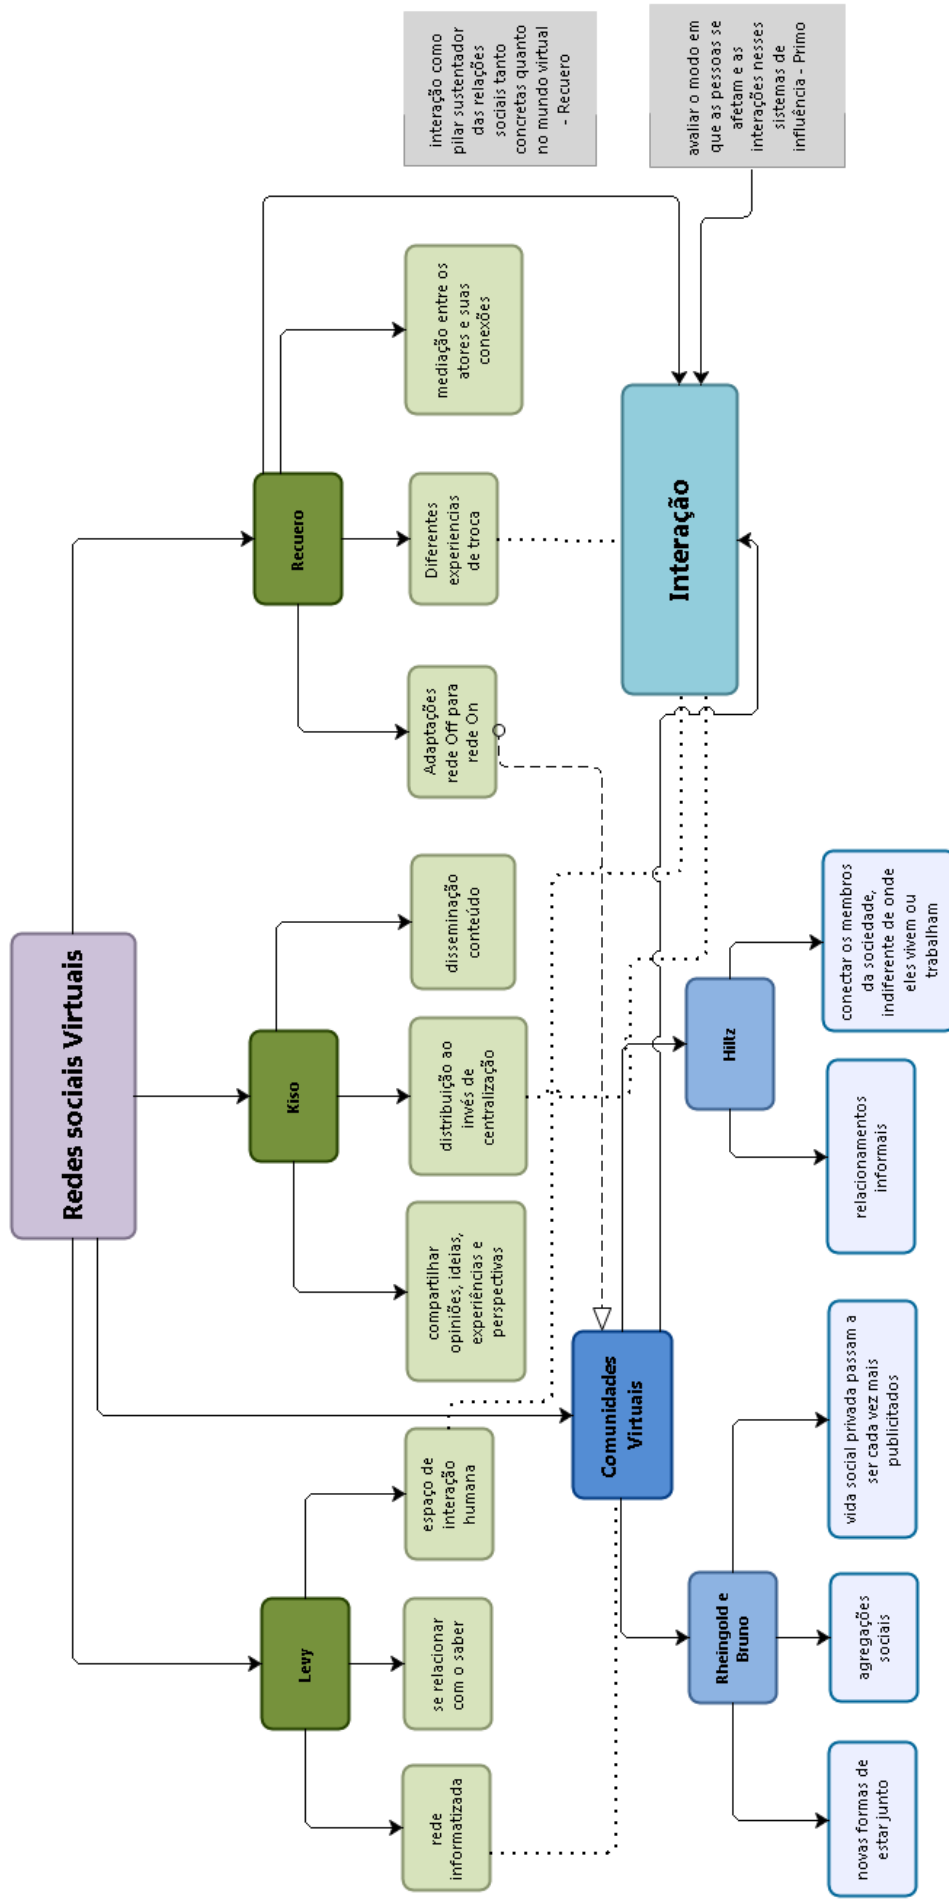 Redes sociais Virtuais
Levy
Kiso
Recuero
rede
informatizada
se relacionar
com o saber
espaço de
interação
humana
compartilhar
opiniões, ideias,
experiências e
perspectivas
distribuição ao
invés de
centralização
disseminação
conteúdo
Adaptações
rede Off para
rede On
Diferentes
experiencias
de troca
mediação entre os
atores e suas
conexões
interação como
pilar sustentador
das relações
sociais tanto
concretas quanto
no mundo virtual
- Recuero
Comunidades
Virtuais
Interação
avaliar o modo em
que as pessoas se
afetam e as
interações nesses
sistemas de
influência - Primo
Rheingold e
Bruno
Hiltz
novas formas de
estar junto
agregações
sociais
vida social privada passam a
ser cada vez mais
publicitados
relacionamentos
informais
conectar os membros
da sociedade,
indiferente de onde
eles vivem ou
trabalham